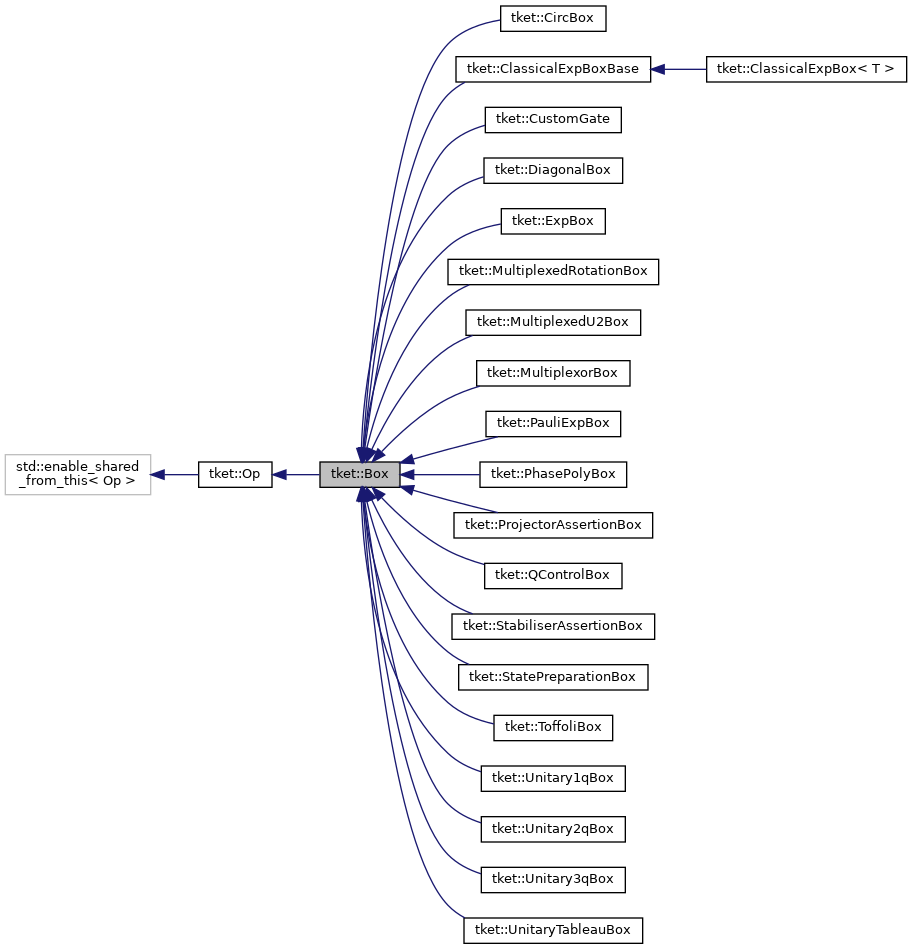 tket::CircBox
tket::ClassicalExpBoxBase
tket::ClassicalExpBox< T >
tket::CustomGate
tket::DiagonalBox
tket::ExpBox
tket::MultiplexedRotationBox
tket::MultiplexedU2Box
tket::MultiplexorBox
tket::PauliExpBox
std::enable_shared
_from_this< Op >
tket::Op
tket::Box
tket::PhasePolyBox
tket::ProjectorAssertionBox
tket::QControlBox
tket::StabiliserAssertionBox
tket::StatePreparationBox
tket::ToffoliBox
tket::Unitary1qBox
tket::Unitary2qBox
tket::Unitary3qBox
tket::UnitaryTableauBox